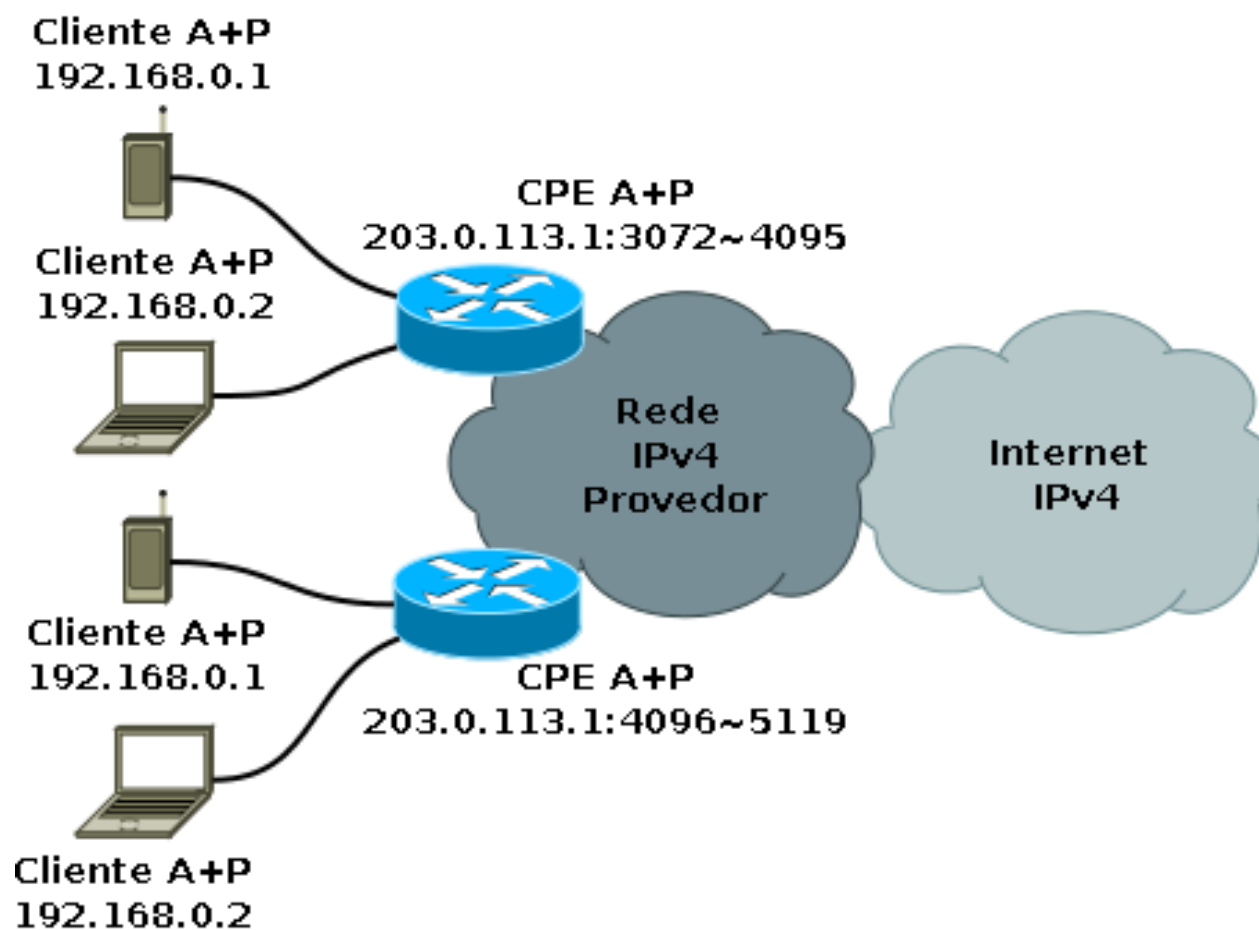 Cliente A+P
192.168.0.1
CPE A+P
203.0.113.1:3072~4095
Cliente A+P
192.168.0.2
Rede
IPv4
Provedor
Internet
IPv4
Cliente A+P
192.168.0.1
CPE A+P
203.0.113.1:4096~5119
Cliente A+P
192.168.0.2